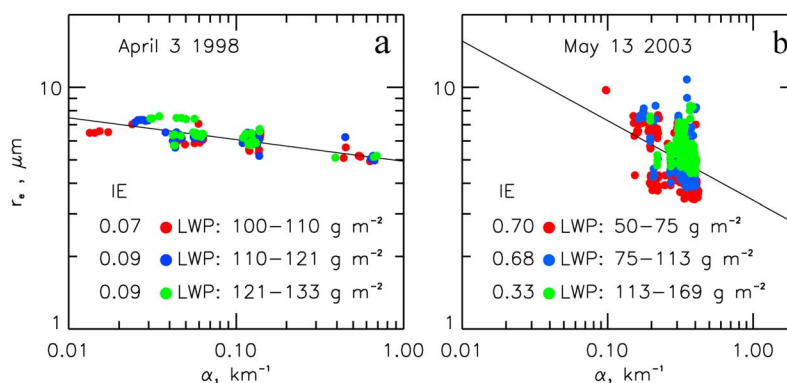 April 3 1998 a
10
rₑ, μm
IE
0.07 LWP: 100–110 g m⁻²
0.09 LWP: 110–121 g m⁻²
0.09 LWP: 121–133 g m⁻²
1
0.01 0.10 1.00
α, km⁻¹
May 13 2003 b
10
IE
0.70 LWP: 50–75 g m⁻²
0.68 LWP: 75–113 g m⁻²
0.33 LWP: 113–169 g m⁻²
1
0.01 0.10 1.00
α, km⁻¹